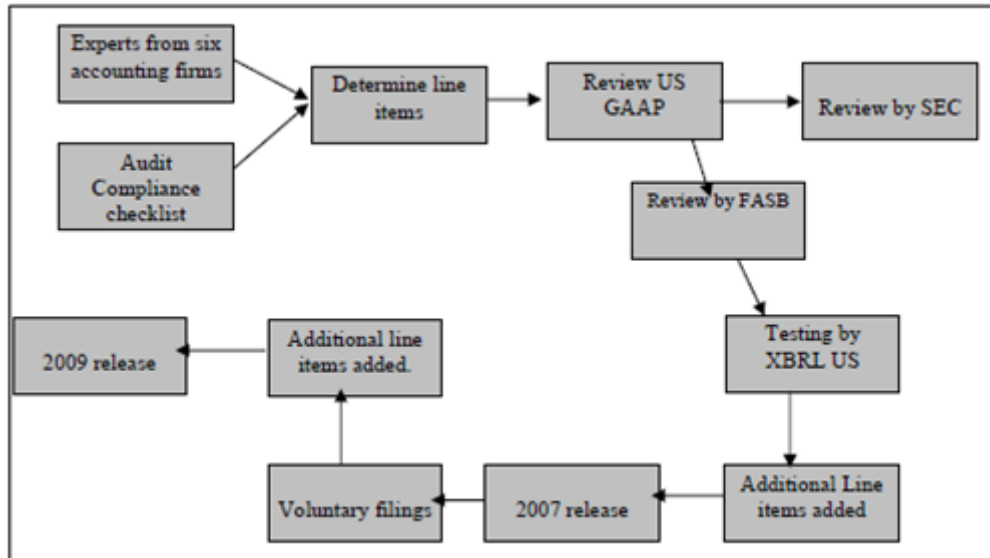 Experts from six
accounting firms
Determine line
items
Review US
GAAP
Review by SEC
Audit
Compliance
checklist
Review by FASB
Testing by
XBRL US
Additional line
items added.
2009 release
Voluntary filings
2007 release
Additional Line
items added